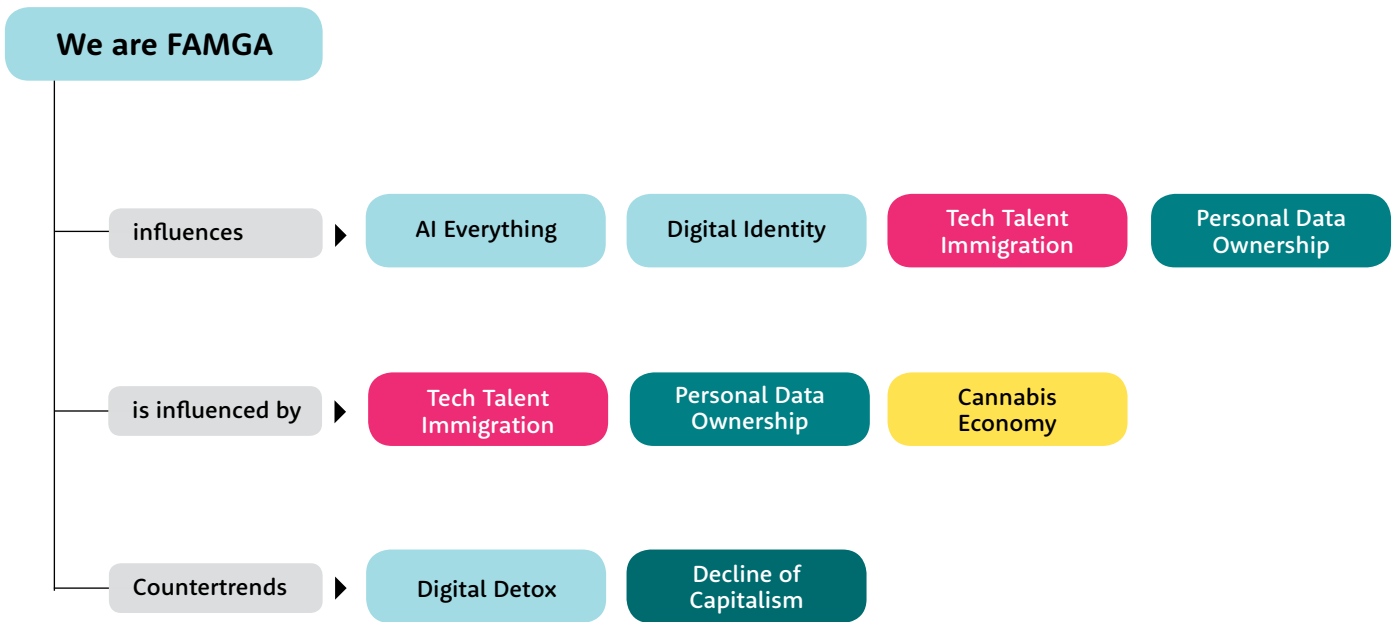 We are FAMGA
influences
AI Everything
Digital Identity
Tech Talent
Immigration
Personal Data
Ownership
is influenced by
Tech Talent
Immigration
Personal Data
Ownership
Cannabis
Economy
Countertrends
Digital Detox
Decline of
Capitalism